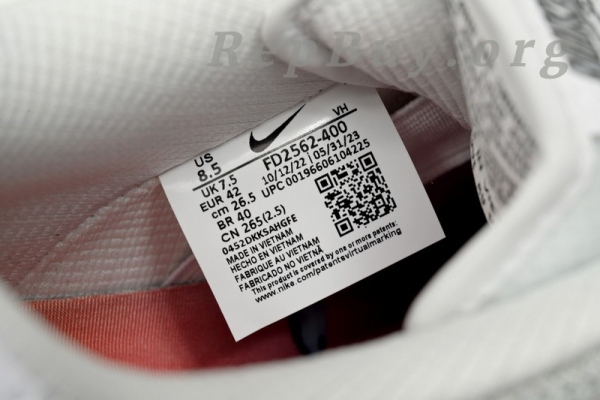 RepBuy.org
VH
US
8.5 FD2562-400
UK 7.5 10/12/22 | 05/31/23
EUR 42 UPC 00196606104225
cm 26.5
BR 40
CN 265(2.5)
0452DKKSAHGFE
MADE IN VIETNAM
HECHO EN VIETNAM
FABRIQUE AU VIETNAM
FABRICADO NO VIETNÃ
This product is covered by one or more patents:
www.nike.com/patentsvirtualmarking